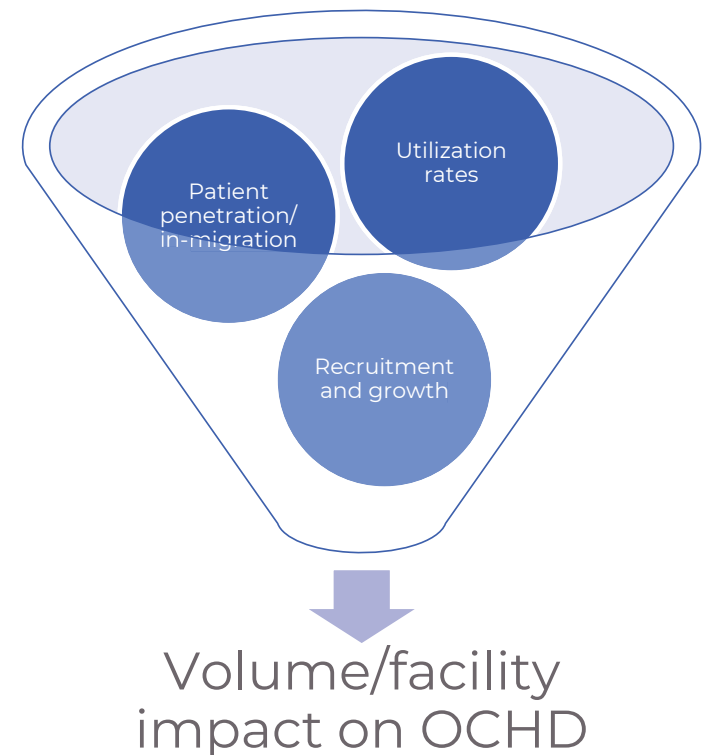 Utilization
rates
Patient
penetration/
in-migration
Recruitment
and growth
Volume/facility
impact on OCHD